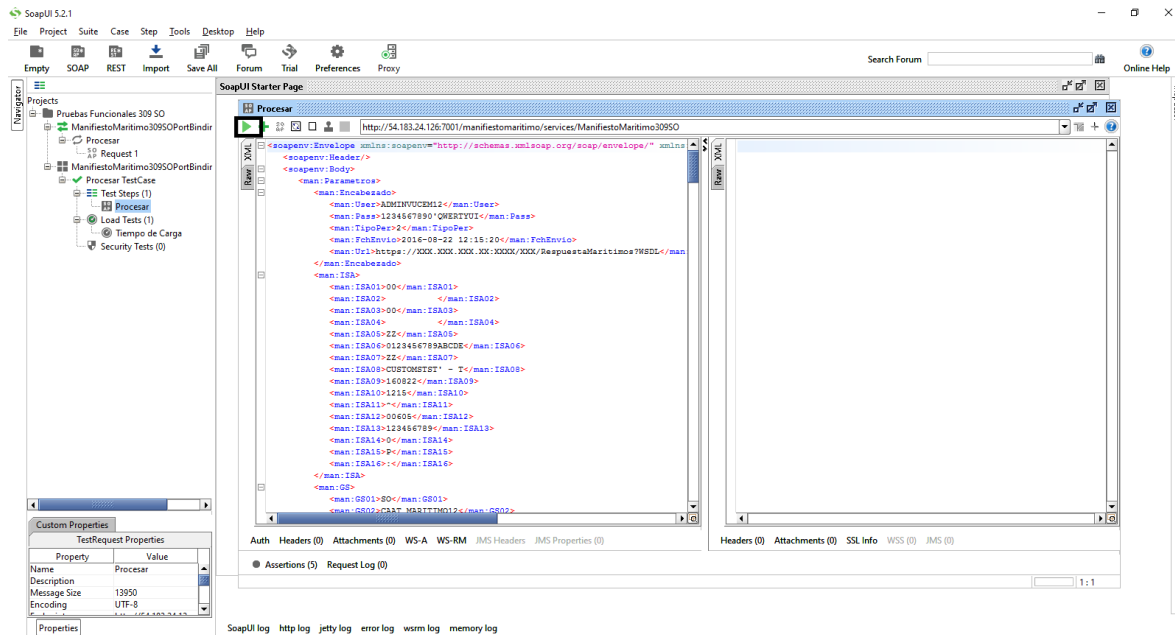 SoapUI 5.2.1
File Project Suite Case Step Tools Desktop Help
Empty SOAP REST Import Save All Forum Trial Preferences Proxy
Search Forum
Online Help
Navigator
Projects
Pruebas Funcionales 309 SO
ManifiestoMaritimo309SOPortBindir
Procesar
Request 1
ManifiestoMaritimo309SOPortBindir
Procesar TestCase
Test Steps (1)
Procesar
Load Tests (1)
Tiempo de Carga
Security Tests (0)
SoapUI Starter Page
Procesar
http://54.183.24.126:7001/manifiestomaritimo/services/ManifiestoMaritimo309SO
XML
Raw
<soapenv:Envelope xmlns:soapenv="http://schemas.xmlsoap.org/soap/envelope/" xmlns
<soapenv:Header/>
<soapenv:Body>
<man:Parametros>
<man:Encabezado>
<man:User>ADMINVUCEM12</man:User>
<man:Pass>1234567890'QWERTYUI</man:Pass>
<man:TipoPer>2</man:TipoPer>
<man:FchEnvio>2016-08-22 12:15:20</man:FchEnvio>
<man:Url>https://XXX.XXX.XXX.XX:XXXX/XXX/RespuestaMaritimos?WSDL</man
</man:Encabezado>
<man:ISA>
<man:ISA01>00</man:ISA01>
<man:ISA02>          </man:ISA02>
<man:ISA03>00</man:ISA03>
<man:ISA04>          </man:ISA04>
<man:ISA05>ZZ</man:ISA05>
<man:ISA06>0123456789ABCDE</man:ISA06>
<man:ISA07>ZZ</man:ISA07>
<man:ISA08>CUSTOMSTST' - T</man:ISA08>
<man:ISA09>160822</man:ISA09>
<man:ISA10>1215</man:ISA10>
<man:ISA11>~</man:ISA11>
<man:ISA12>00605</man:ISA12>
<man:ISA13>123456789</man:ISA13>
<man:ISA14>0</man:ISA14>
<man:ISA15>P</man:ISA15>
<man:ISA16>:</man:ISA16>
</man:ISA>
<man:GS>
<man:GS01>SO</man:GS01>
<man:GS02>CAAT MARITIMO12</man:GS02>
XML
Raw
Auth Headers (0) Attachments (0) WS-A WS-RM JMS Headers JMS Properties (0)
Headers (0) Attachments (0) SSL Info WSS (0) JMS (0)
Assertions (5) Request Log (0)
1:1
Custom Properties
TestRequest Properties
Property Value
Name Procesar
Description
Message Size 13950
Encoding UTF-8
Properties
SoapUI log http log jetty log error log wsrm log memory log